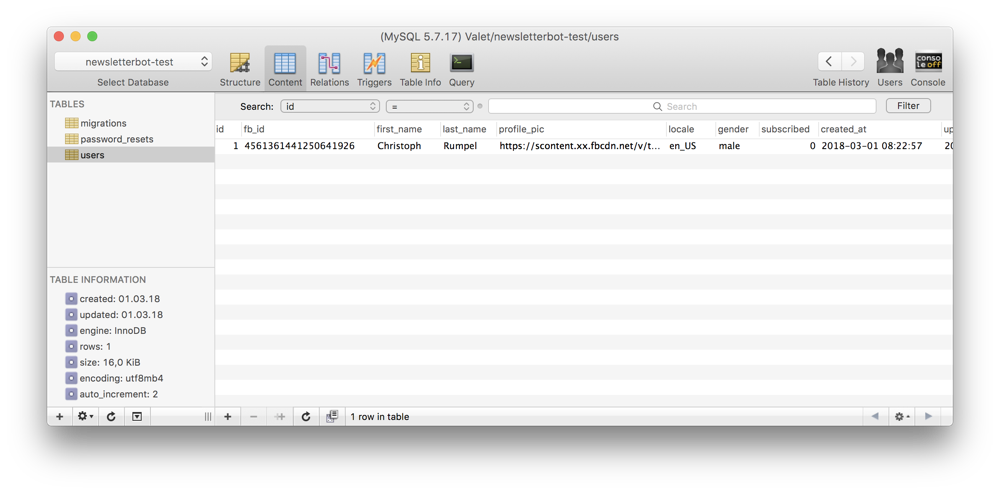 (MySQL 5.7.17) Valet/newsletterbot-test/users
newsletterbot-test
Select Database
Structure Content Relations Triggers Table Info Query
Table History Users Console
conso
le off
TABLES
migrations
password_resets
users
Search: id = Search Filter
id fb_id first_name last_name profile_pic locale gender subscribed created_at up
1 4561361441250641926 Christoph Rumpel https://scontent.xx.fbcdn.net/v/t... en_US male 0 2018-03-01 08:22:57 20
TABLE INFORMATION
created: 01.03.18
updated: 01.03.18
engine: InnoDB
rows: 1
size: 16,0 KiB
encoding: utf8mb4
auto_increment: 2
1 row in table